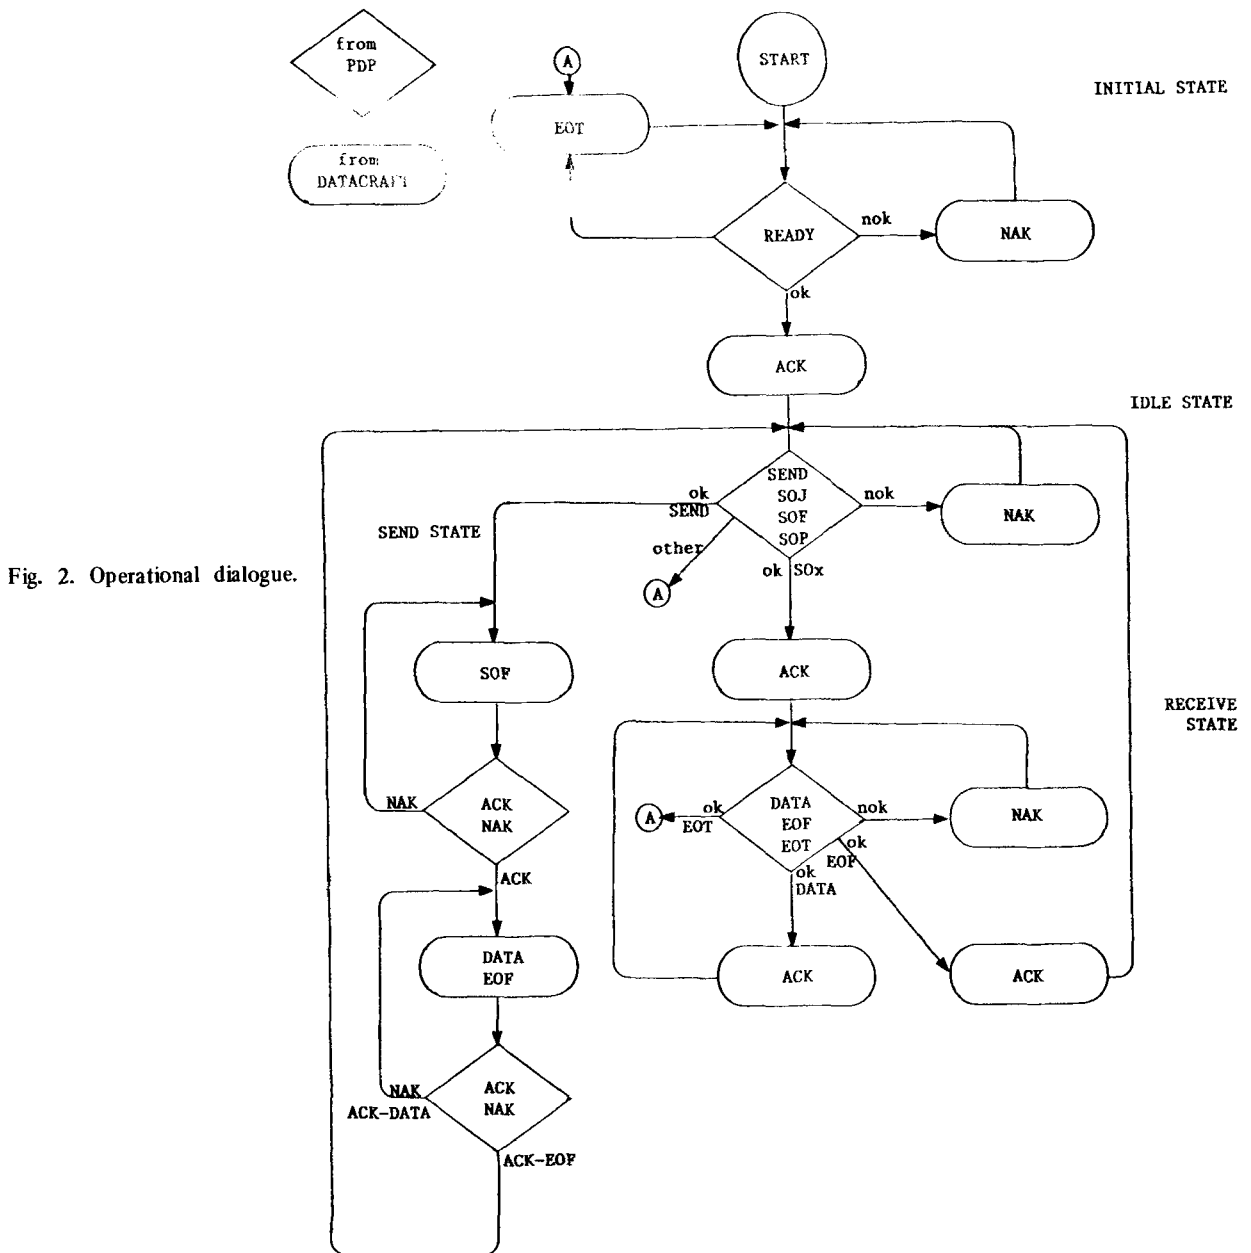 from
PDP
from
DATACRAFT
A
EOT
START
INITIAL STATE
READY
nok
NAK
ok
ACK
IDLE STATE
SEND
SOJ
SOF
SOP
ok
SEND
nok
NAK
other
A
ok SOx
SEND STATE
Fig. 2. Operational dialogue.
SOF
ACK
RECEIVE
STATE
NAK
ACK
NAK
ACK
A
ok
EOT
DATA
EOF
EOT
nok
NAK
ok
EOF
ok
DATA
DATA
EOF
ACK
ACK
NAK
ACK-DATA
ACK
NAK
ACK-EOF